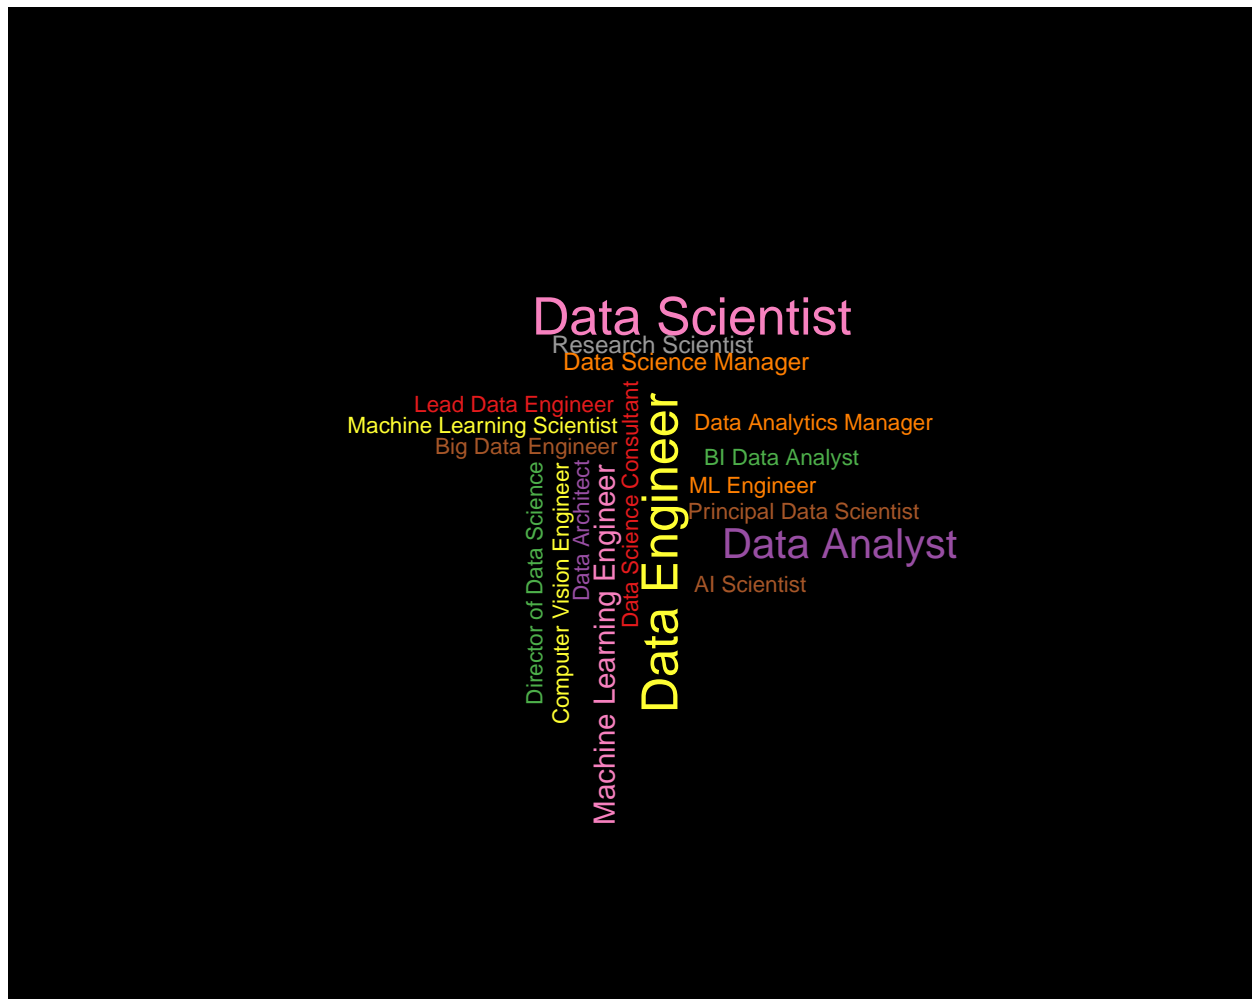 Data Scientist
Research Scientist
Data Science Manager
Lead Data Engineer
Machine Learning Scientist
Big Data Engineer
Director of Data Science
Computer Vision Engineer
Data Architect
Machine Learning Engineer
Data Science Consultant
Data Engineer
Data Analytics Manager
BI Data Analyst
ML Engineer
Principal Data Scientist
Data Analyst
AI Scientist